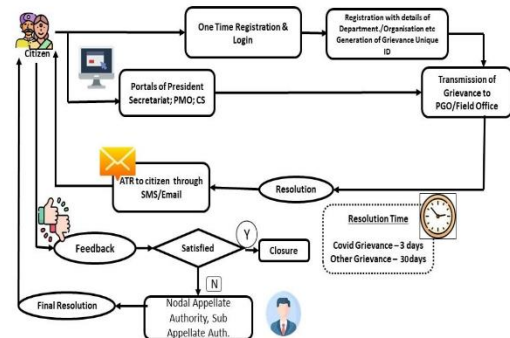 Citizen
One Time Registration &
Login
Registration with details of
Department./Organisation etc
Generation of Grievance Unique
ID
Portals of President
Secretariat; PMO; CS
Transmission of
Grievance to
PGO/Field Office
ATR to citizen through
SMS/Email
Resolution
Resolution Time
Covid Grievance – 3 days
Other Grievance – 30days
Feedback
Satisfied
Y
Closure
N
Final Resolution
Nodal Appellate
Authority, Sub
Appellate Auth.